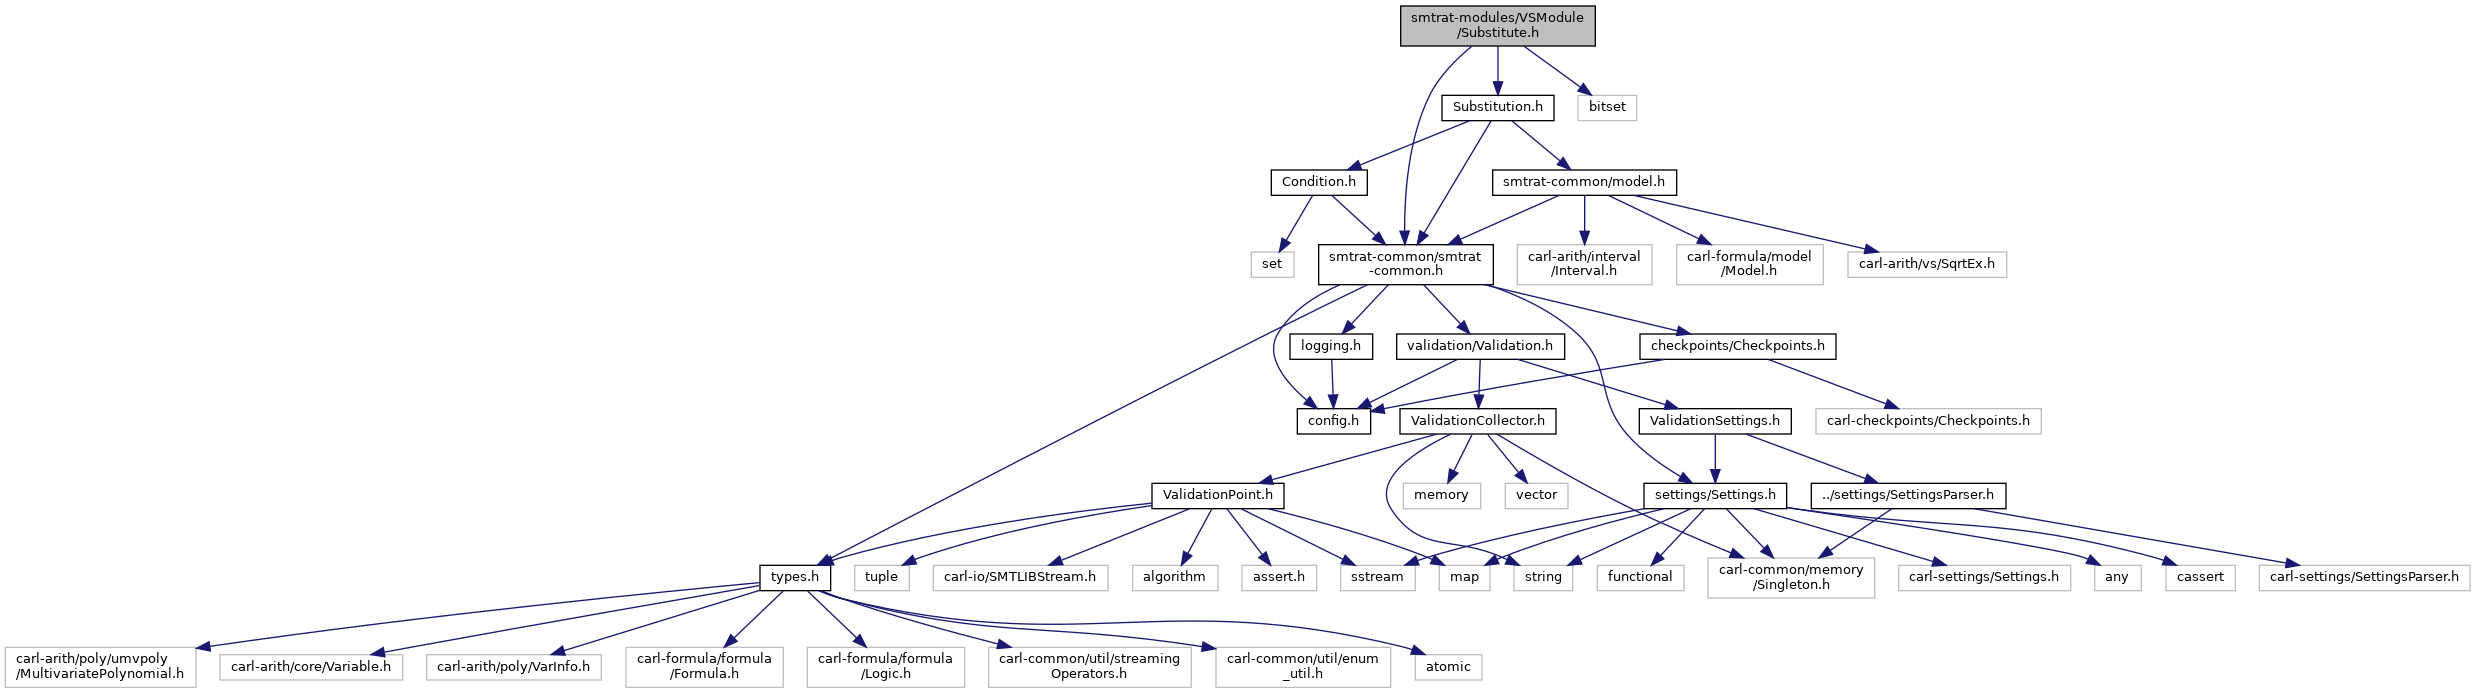 smtrat-modules/VSModule
/Substitute.h
Substitution.h
bitset
Condition.h
smtrat-common/model.h
set
smtrat-common/smtrat
-common.h
carl-arith/interval
/Interval.h
carl-formula/model
/Model.h
carl-arith/vs/SqrtEx.h
logging.h
validation/Validation.h
checkpoints/Checkpoints.h
config.h
ValidationCollector.h
ValidationSettings.h
carl-checkpoints/Checkpoints.h
ValidationPoint.h
memory
vector
settings/Settings.h
../settings/SettingsParser.h
types.h
tuple
carl-io/SMTLIBStream.h
algorithm
assert.h
sstream
map
string
functional
carl-common/memory
/Singleton.h
carl-settings/Settings.h
any
cassert
carl-settings/SettingsParser.h
carl-arith/poly/umvpoly
/MultivariatePolynomial.h
carl-arith/core/Variable.h
carl-arith/poly/VarInfo.h
carl-formula/formula
/Formula.h
carl-formula/formula
/Logic.h
carl-common/util/streaming
Operators.h
carl-common/util/enum
_util.h
atomic